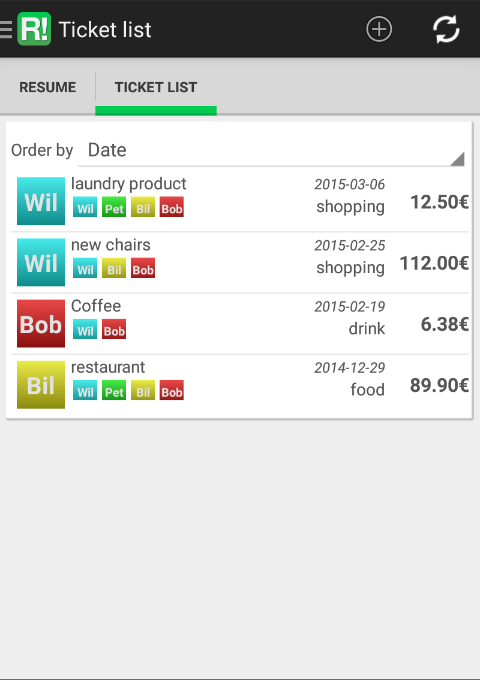 R! Ticket list
RESUME TICKET LIST
Order by Date
Wil laundry product 2015-03-06 12.50€
Wil Pet Bil Bob shopping
Wil new chairs 2015-02-25 112.00€
Wil Bil Bob shopping
Bob Coffee 2015-02-19 6.38€
Wil Bob drink
Bil restaurant 2014-12-29 89.90€
Wil Pet Bil Bob food